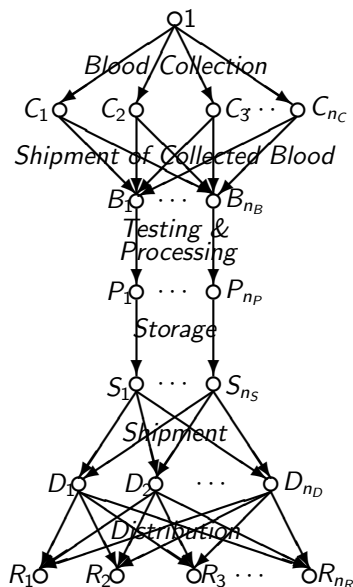 1
Blood Collection
C1 C2 C3 · · · CnC
Shipment of Collected Blood
B1 · · · BnB
Testing &
Processing
P1 · · · PnP
Storage
S1 · · · SnS
Shipment
D1 D2 · · · DnD
Distribution
R1 R2 R3 · · · RnR